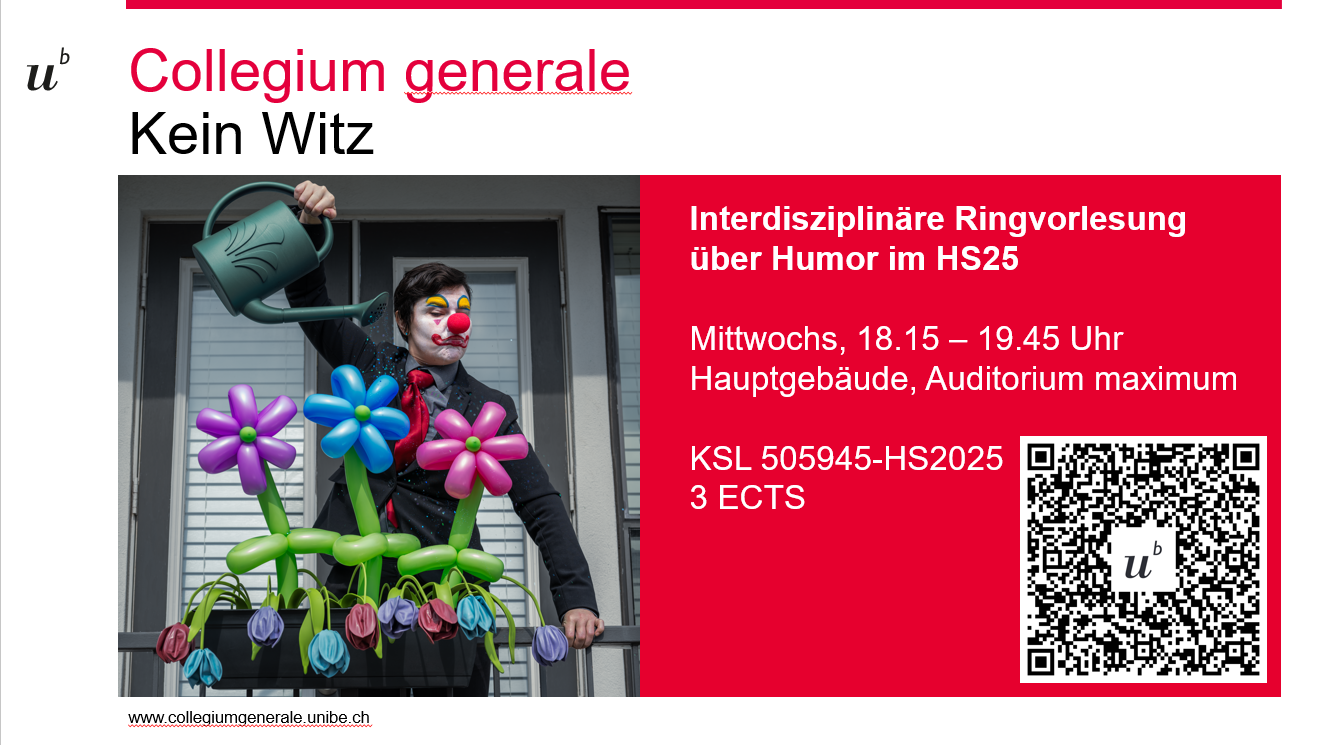 u^b
Collegium generale
Kein Witz
Interdisziplinäre Ringvorlesung
über Humor im HS25
Mittwochs, 18.15 – 19.45 Uhr
Hauptgebäude, Auditorium maximum
KSL 505945-HS2025
3 ECTS
u^b
www.collegiumgenerale.unibe.ch